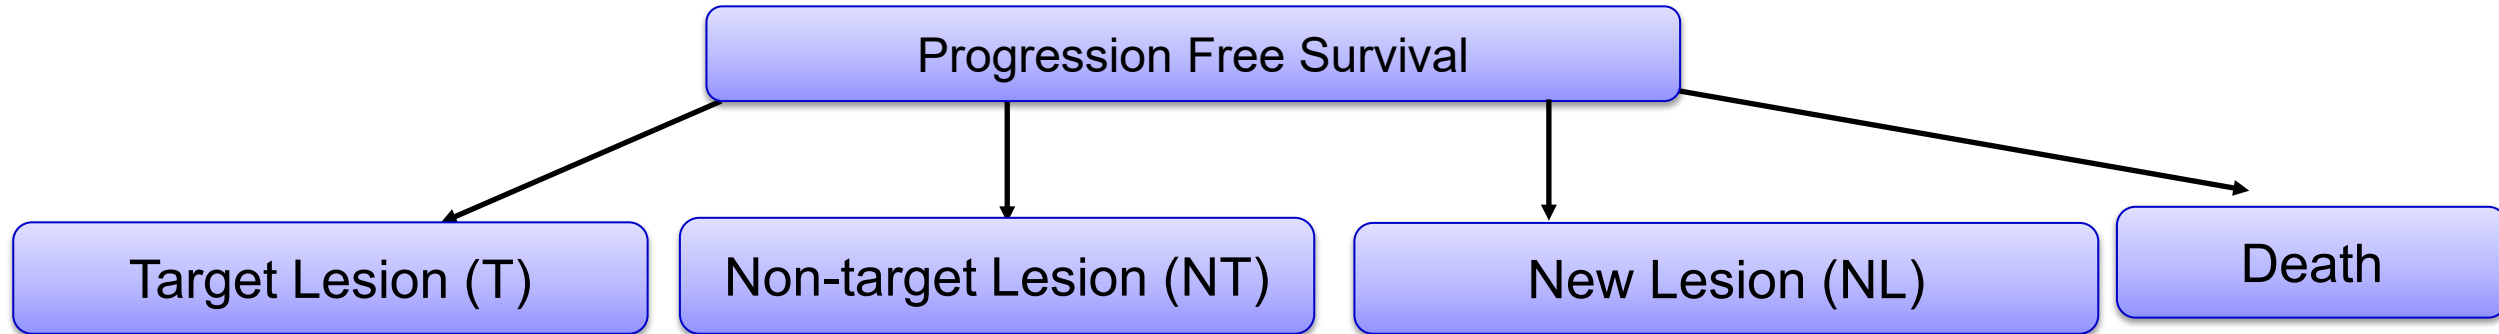 Progression Free Survival
Target Lesion (T)
Non-target Lesion (NT)
New Lesion (NL)
Death